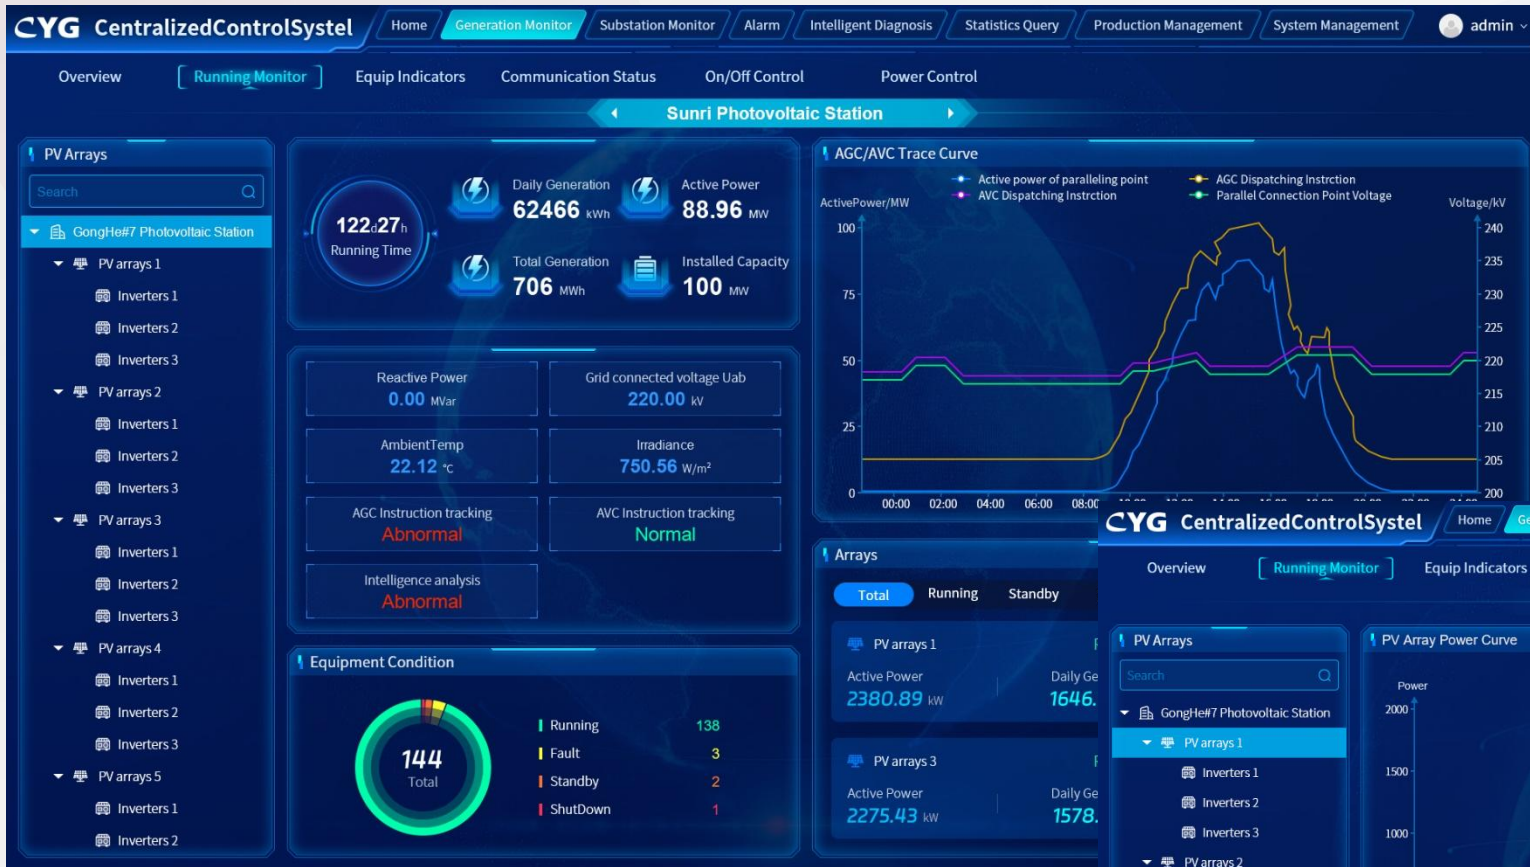 CYG CentralizedControlSystel
Home
Generation Monitor
Substation Monitor
Alarm
Intelligent Diagnosis
Statistics Query
Production Management
System Management
admin
Overview
Running Monitor
Equip Indicators
Communication Status
On/Off Control
Power Control
Sunri Photovoltaic Station
PV Arrays
Search
GongHe#7 Photovoltaic Station
PV arrays 1
Inverters 1
Inverters 2
Inverters 3
PV arrays 2
Inverters 1
Inverters 2
Inverters 3
PV arrays 3
Inverters 1
Inverters 2
Inverters 3
PV arrays 4
Inverters 1
Inverters 2
Inverters 3
PV arrays 5
Inverters 1
Inverters 2
122d27h
Running Time
Daily Generation
62466 kWh
Active Power
88.96 MW
Total Generation
706 MWh
Installed Capacity
100 MW
Reactive Power
0.00 MVar
Grid connected voltage Uab
220.00 kV
AmbientTemp
22.12 °C
Irradiance
750.56 W/m²
AGC Instruction tracking
Abnormal
AVC Instruction tracking
Normal
Intelligence analysis
Abnormal
Equipment Condition
144
Total
Running 138
Fault 3
Standby 2
ShutDown 1
AGC/AVC Trace Curve
Active power of paralleling point
AGC Dispatching Instrction
AVC Dispatching Instrction
Parallel Connection Point Voltage
ActivePower/MW
Voltage/kV
100
75
50
25
0
240
235
230
225
220
215
210
205
200
00:00 02:00 04:00 06:00 08:00
Arrays
Total
Running
Standby
PV arrays 1
Active Power
2380.89 kW
Daily Ge
1646.
PV arrays 3
Active Power
2275.43 kW
Daily Ge
1578.
CYG CentralizedControlSystel
Home
Ge
Overview
Running Monitor
Equip Indicators
PV Arrays
Search
GongHe#7 Photovoltaic Station
PV arrays 1
Inverters 1
Inverters 2
Inverters 3
PV arrays 2
PV Array Power Curve
Power
2000
1500
1000